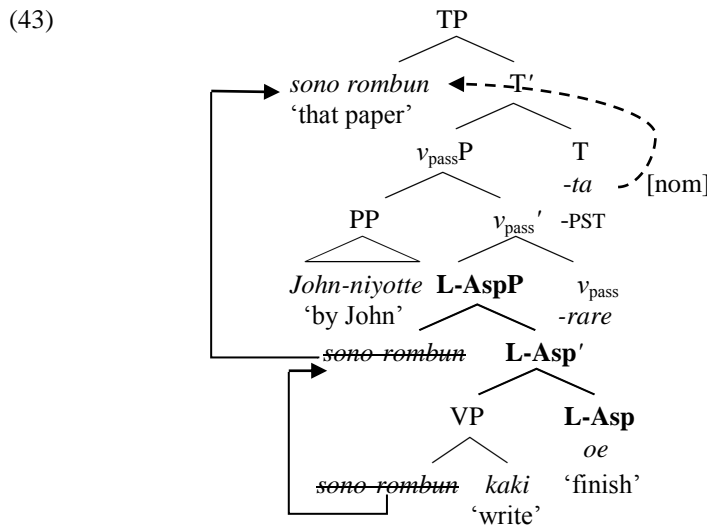 (43) TP
sono rombun T′
‘that paper’
vpassP T
-ta [nom]
PP vpass′ -PST
John-niyotte L-AspP vpass
‘by John’ -rare
sono rombun L-Asp′
VP L-Asp
oe
sono rombun kaki ‘finish’
‘write’